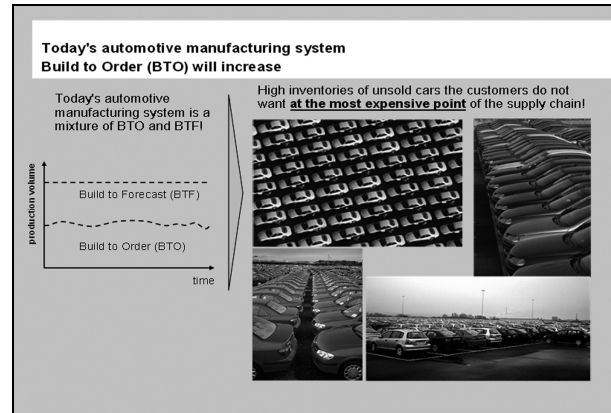 Today's automotive manufacturing system
Build to Order (BTO) will increase
Today's automotive
manufacturing system is a
mixture of BTO and BTF!
High inventories of unsold cars the customers do not
want at the most expensive point of the supply chain!
production volume
Build to Forecast (BTF)
Build to Order (BTO)
time